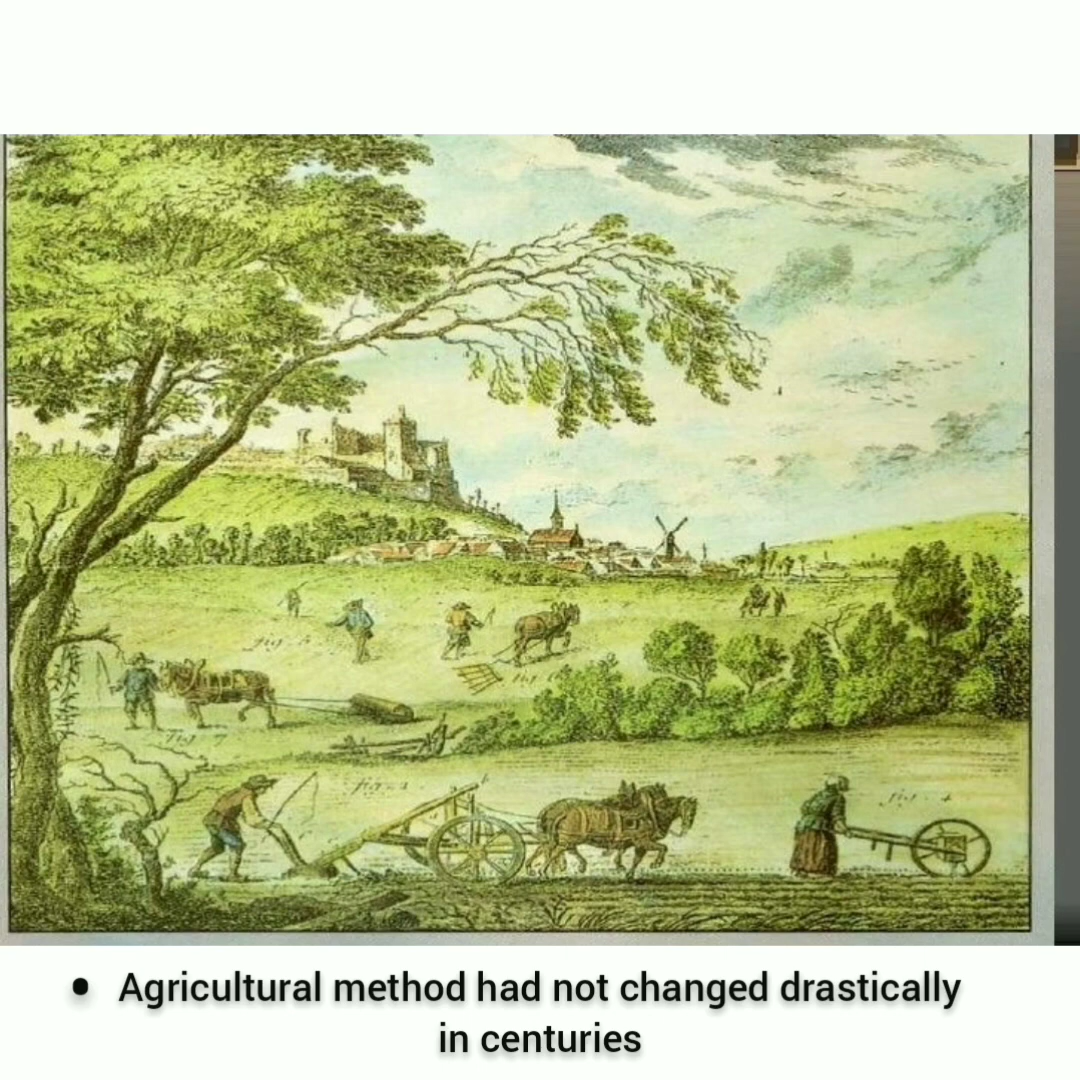 • Agricultural method had not changed drastically
in centuries